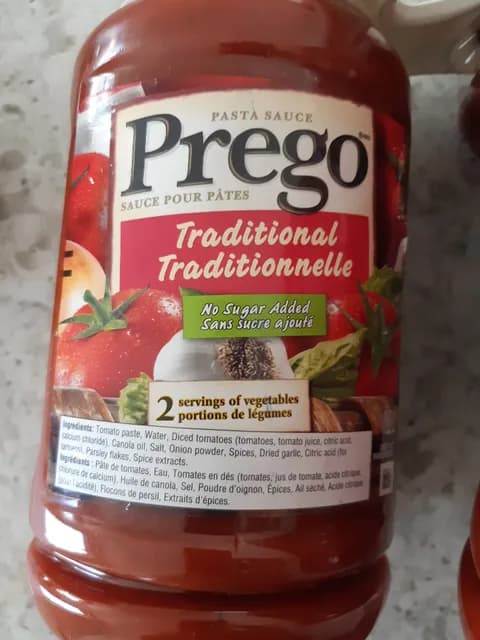 PASTA SAUCE
Prego
SAUCE POUR PÂTES
Traditional
Traditionnelle
No Sugar Added
Sans sucre ajouté
2 servings of vegetables
portions de légumes
Ingredients: Tomato paste, Water, Diced tomatoes (tomatoes, tomato juice, citric acid,
calcium chloride), Canola oil, Salt, Onion powder, Spices, Dried garlic, Citric acid (for
tartness), Parsley flakes, Spice extracts.
Ingrédients : Pâte de tomates, Eau, Tomates en dés (tomates, jus de tomate, acide citrique,
chlorure de calcium), Huile de canola, Sel, Poudre d'oignon, Épices, Ail séché, Acide citrique
(pour l'acidité), Flocons de persil, Extraits d'épices.